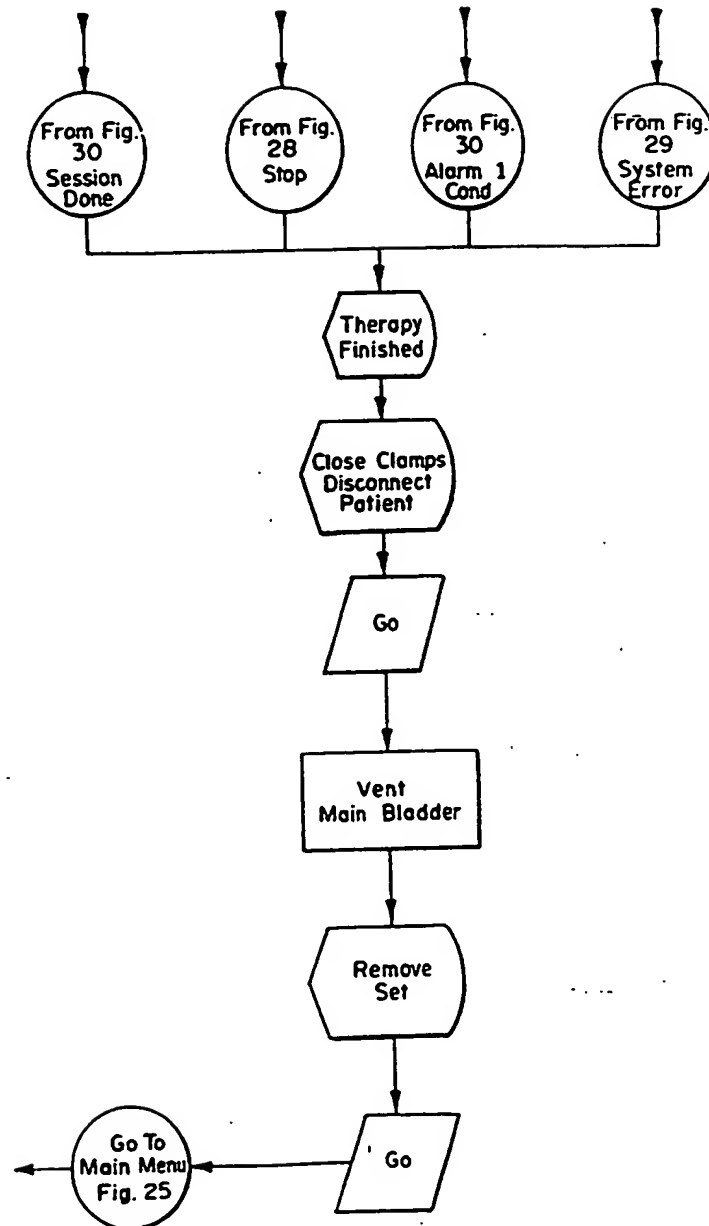 From Fig.
30
Session
Done
From Fig.
28
Stop
From Fig.
30
Alarm 1
Cond
From Fig.
29
System
Error
Therapy
Finished
Close Clamps
Disconnect
Patient
Go
Vent
Main Bladder
Remove
Set
Go
Go To
Main Menu
Fig. 25